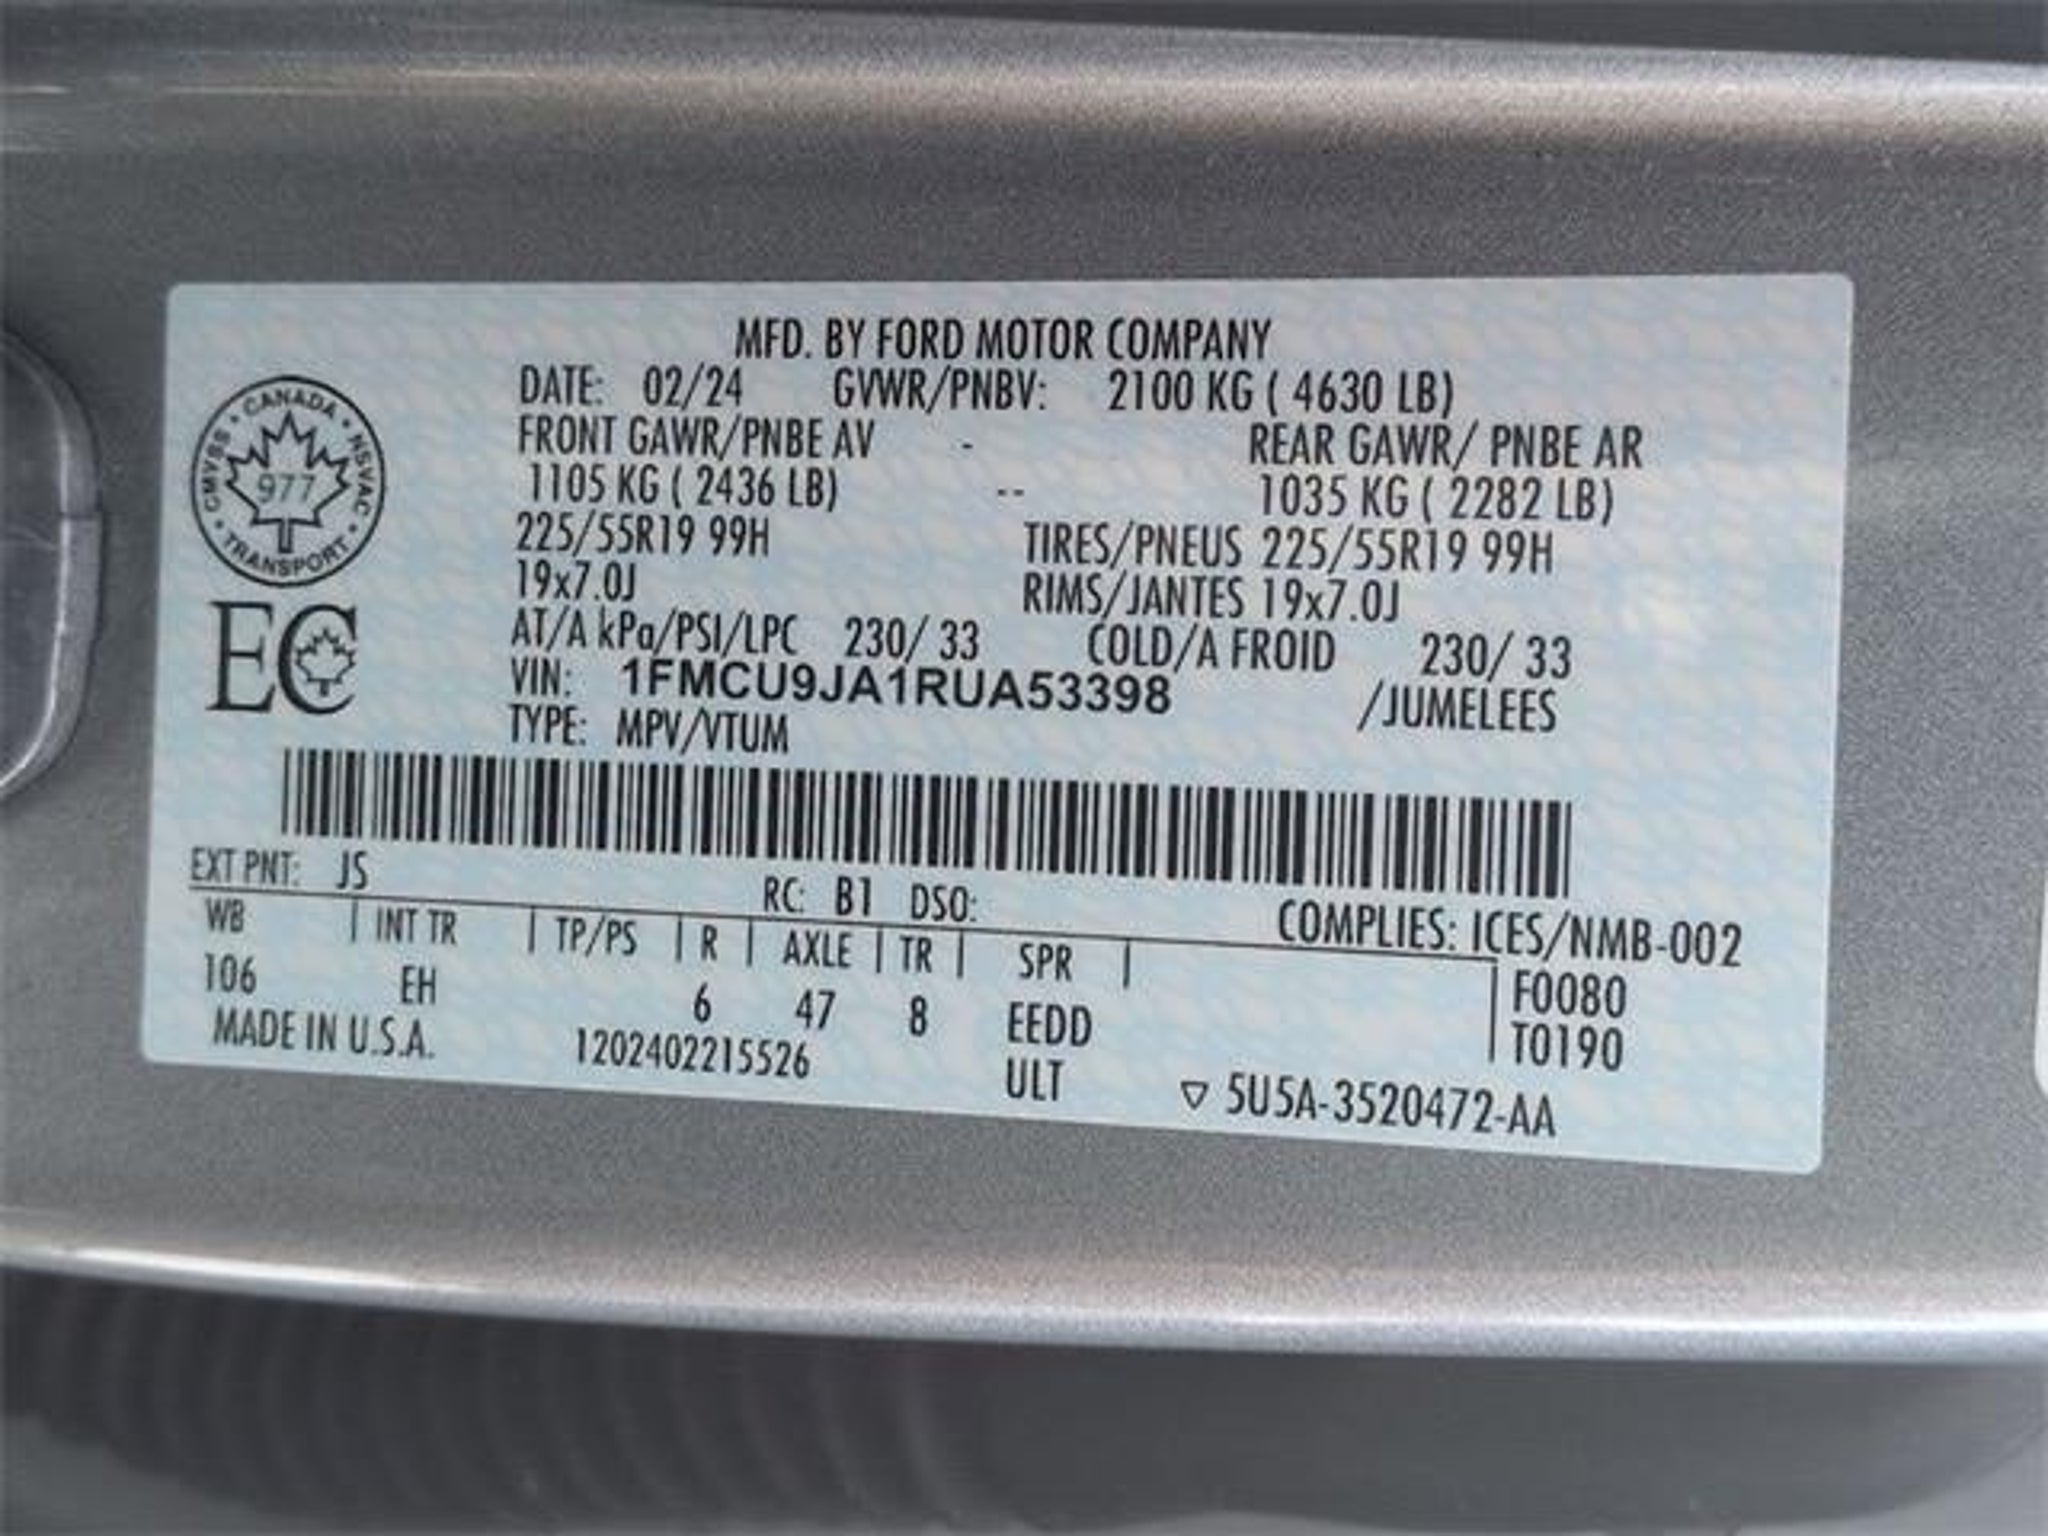 MFD. BY FORD MOTOR COMPANY
DATE: 02/24 GVWR/PNBV: 2100 KG ( 4630 LB)
FRONT GAWR/PNBE AV - REAR GAWR/ PNBE AR
1105 KG ( 2436 LB) -- 1035 KG ( 2282 LB)
225/55R19 99H TIRES/PNEUS 225/55R19 99H
19x7.0J RIMS/JANTES 19x7.0J
AT/A kPa/PSI/LPC 230/ 33 COLD/A FROID 230/ 33
VIN: 1FMCU9JA1RUA53398 /JUMELEES
TYPE: MPV/VTUM
CANADA
CMVSS • NSVAC
977
TRANSPORT
EC
EXT PNT: JS RC: B1 DSO: COMPLIES: ICES/NMB-002
WB | INT TR | TP/PS | R | AXLE | TR | SPR |
106 EH 6 47 8 EEDD
F0080
T0190
MADE IN U.S.A. 1202402215526 ULT ▽ 5U5A-3520472-AA